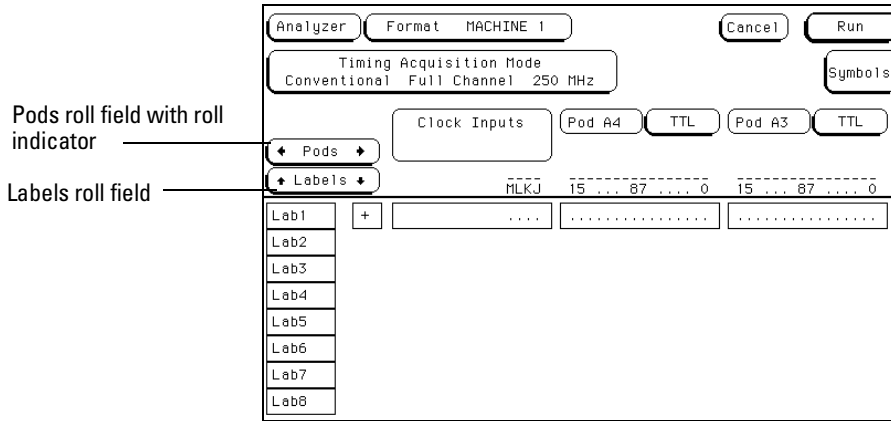 Analyzer Format MACHINE 1 Cancel Run
Timing Acquisition Mode
Conventional Full Channel 250 MHz
Symbols
Pods roll field with roll
indicator
Clock Inputs Pod A4 TTL Pod A3 TTL
← Pods →
Labels roll field
↑ Labels ↓
MLKJ 15 ... 87 .... 0 15 ... 87 .... 0
Lab1 + .... ................ ................
Lab2
Lab3
Lab4
Lab5
Lab6
Lab7
Lab8